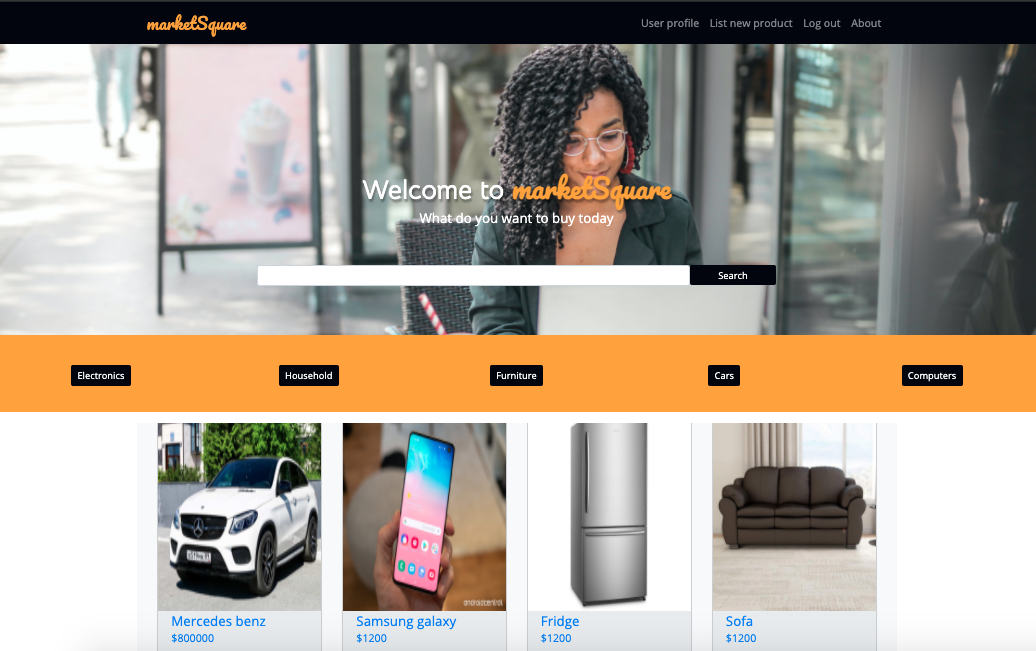 marketSquare
User profile List new product Log out About
Welcome to marketSquare
What do you want to buy today
Search
Electronics Household Furniture Cars Computers
androidcentral
Mercedes benz Samsung galaxy Fridge Sofa
$800000 $1200 $1200 $1200